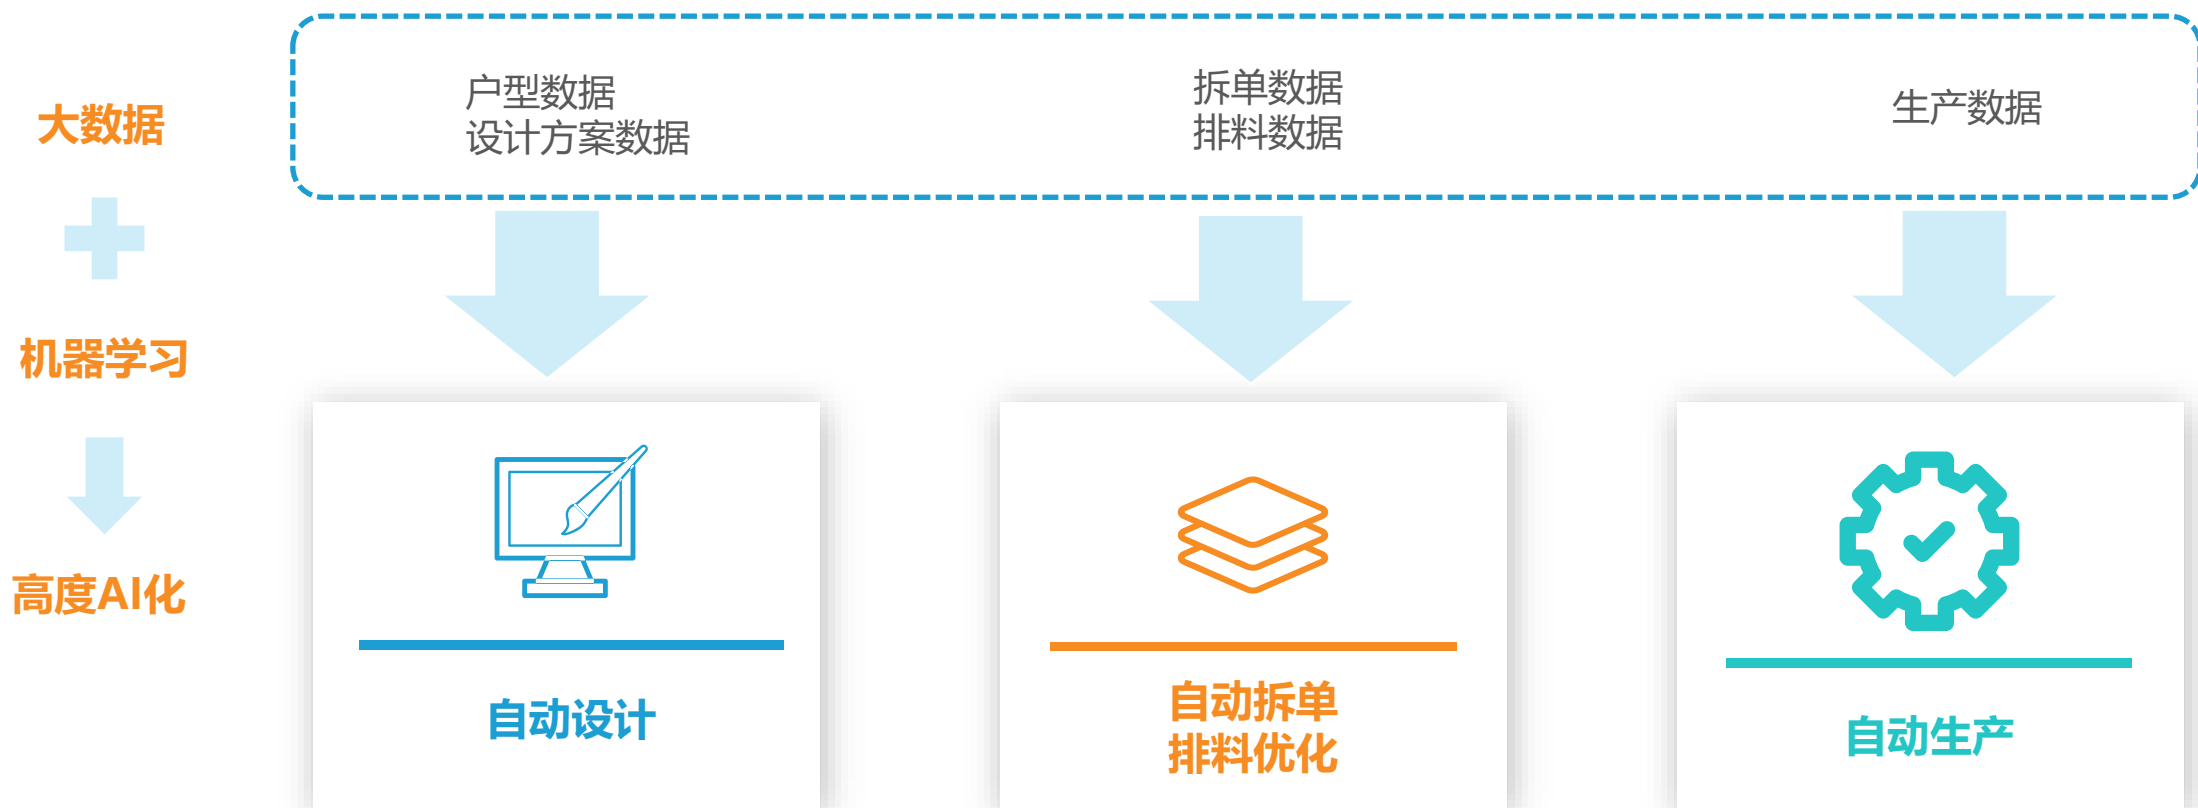 大数据
机器学习
高度AI化
户型数据
设计方案数据
拆单数据
排料数据
生产数据
自动设计
自动拆单
排料优化
自动生产